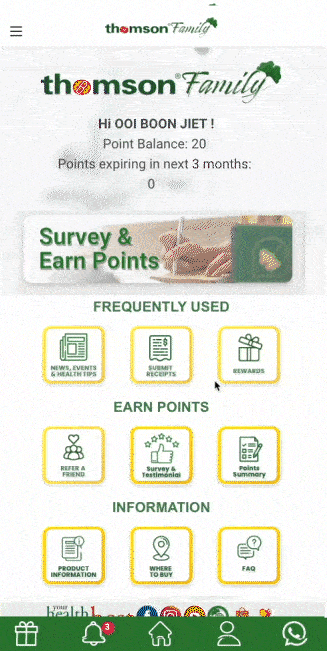 thomson® Family
thomson® Family
Hi OOI BOON JIET !
Point Balance: 20
Points expiring in next 3 months:
0
Survey &
Earn Points
FREQUENTLY USED
NEWS, EVENTS
& HEALTH TIPS
SUBMIT
RECEIPTS
REWARDS
EARN POINTS
REFER A
FRIEND
Survey &
Testimonial
Points
Summary
INFORMATION
PRODUCT
INFORMATION
WHERE
TO BUY
FAQ
your
health
3